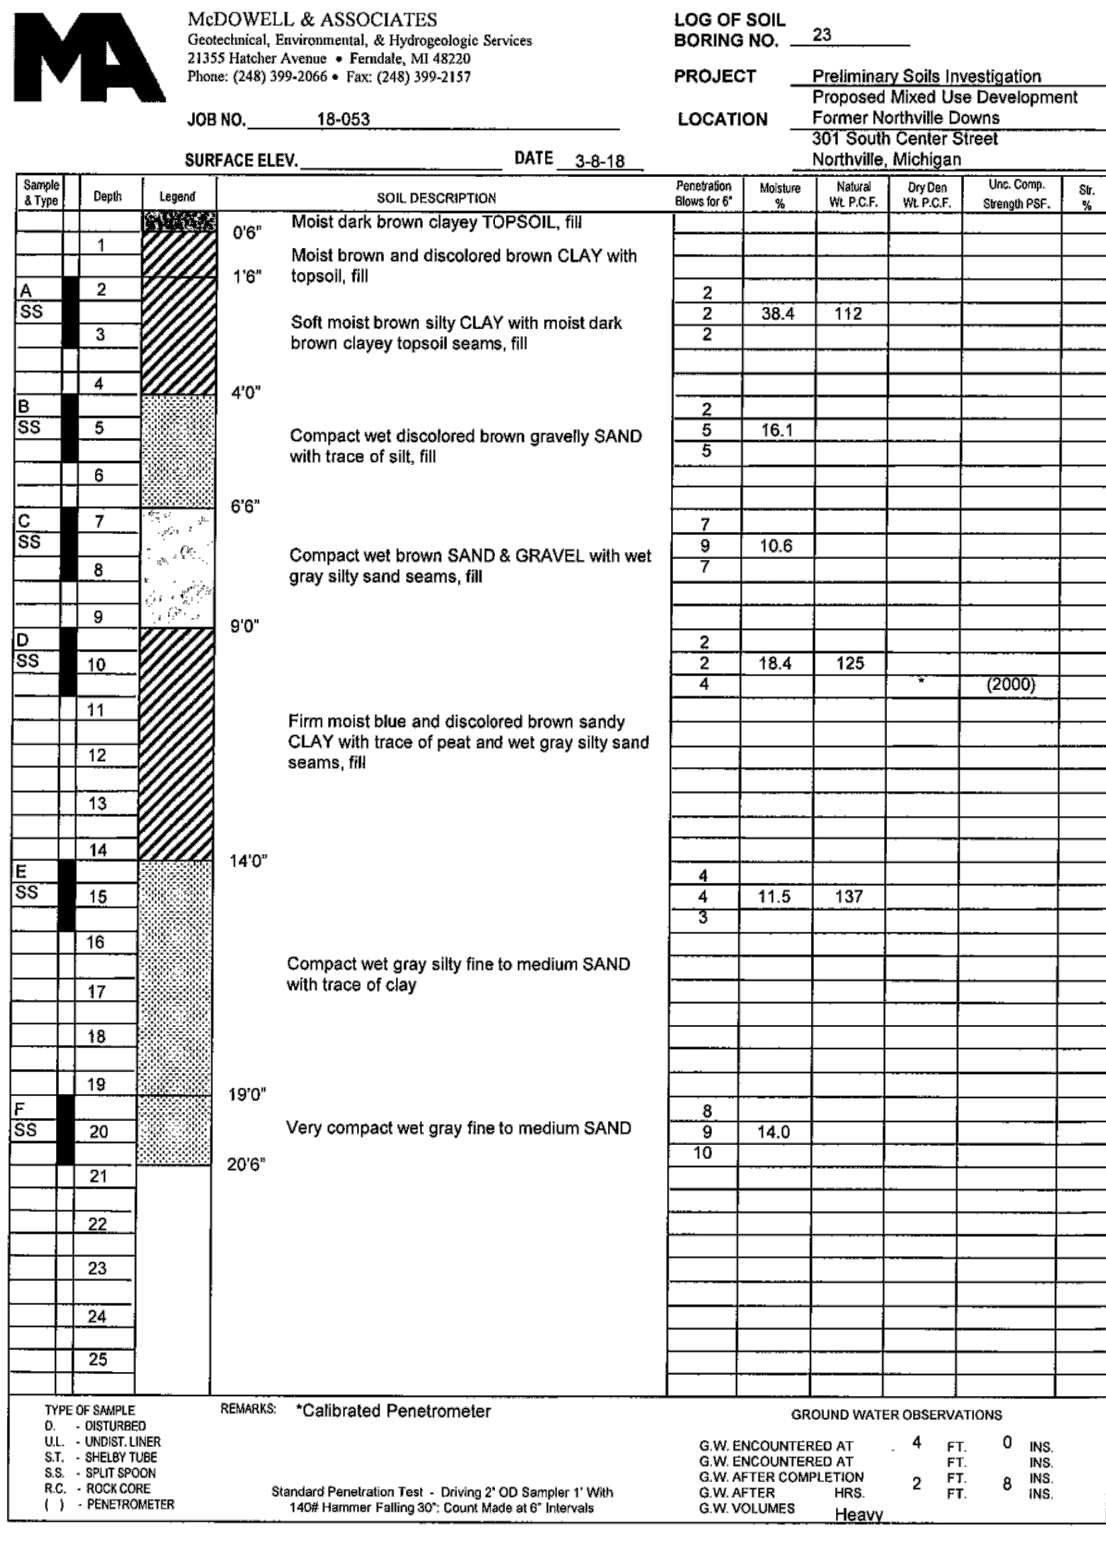 MA
McDOWELL & ASSOCIATES
Geotechnical, Environmental, & Hydrogeologic Services
21355 Hatcher Avenue • Ferndale, MI 48220
Phone: (248) 399-2066 • Fax: (248) 399-2157
JOB NO. 18-053
SURFACE ELEV. DATE 3-8-18
LOG OF SOIL
BORING NO. 23
PROJECT Preliminary Soils Investigation
Proposed Mixed Use Development
LOCATION Former Northville Downs
301 South Center Street
Northville, Michigan
Sample & Type Depth Legend SOIL DESCRIPTION Penetration Blows for 6" Moisture % Natural Wt. P.C.F. Dry Den Wt. P.C.F. Unc. Comp. Strength PSF. Str. %
Moist dark brown clayey TOPSOIL, fill
0'6"
1
Moist brown and discolored brown CLAY with
topsoil, fill
1'6"
A 2 2
SS 2 38.4 112
Soft moist brown silty CLAY with moist dark
3 2
brown clayey topsoil seams, fill
4
4'0"
B 2
SS 5 5 16.1
Compact wet discolored brown gravelly SAND
with trace of silt, fill
5
6
6'6"
C 7 7
SS 9 10.6
Compact wet brown SAND & GRAVEL with wet
8 7
gray silty sand seams, fill
9
9'0"
D 2
SS 10 2 18.4 125
4 * (2000)
11
Firm moist blue and discolored brown sandy
CLAY with trace of peat and wet gray silty sand
12
seams, fill
13
14
14'0"
E 4
SS 15 4 11.5 137
3
16
Compact wet gray silty fine to medium SAND
17 with trace of clay
18
19
19'0"
F 8
SS 20 Very compact wet gray fine to medium SAND 9 14.0
10
20'6"
21
22
23
24
25
TYPE OF SAMPLE
D. - DISTURBED
U.L. - UNDIST. LINER
S.T. - SHELBY TUBE
S.S. - SPLIT SPOON
R.C. - ROCK CORE
( ) - PENETROMETER
REMARKS: *Calibrated Penetrometer
Standard Penetration Test - Driving 2" OD Sampler 1' With
140# Hammer Falling 30": Count Made at 6" Intervals
GROUND WATER OBSERVATIONS
G.W. ENCOUNTERED AT 4 FT. 0 INS.
G.W. ENCOUNTERED AT FT. INS.
G.W. AFTER COMPLETION 2 FT. 8 INS.
G.W. AFTER HRS. FT. INS.
G.W. VOLUMES Heavy